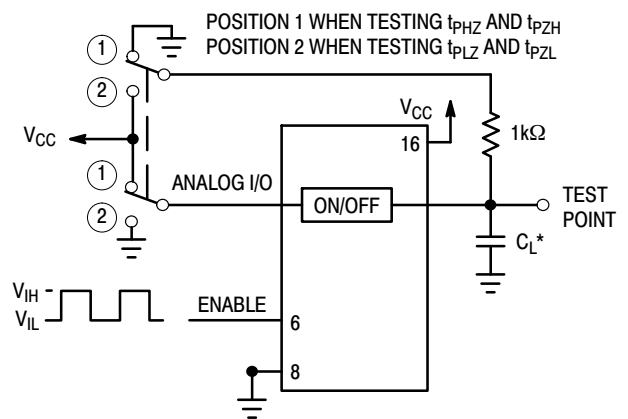 POSITION 1 WHEN TESTING tPHZ AND tPZH
POSITION 2 WHEN TESTING tPLZ AND tPZL
1
2
VCC
1
2
ANALOG I/O
ON/OFF
VCC
16
1kΩ
TEST
POINT
CL*
VIH
VIL
ENABLE
6
8